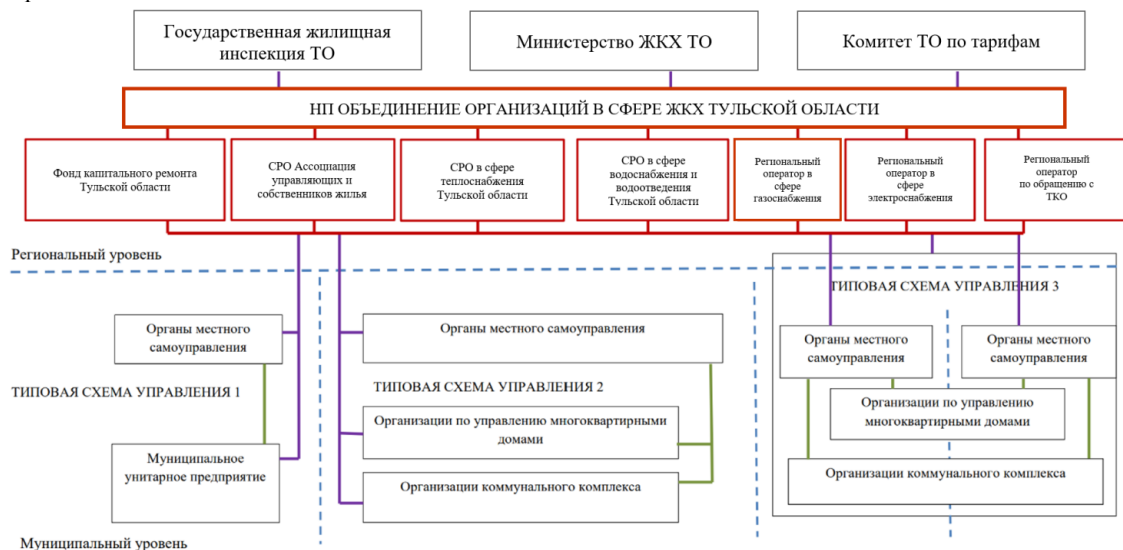 Государственная жилищная
инспекция ТО
Министерство ЖКХ ТО
Комитет ТО по тарифам
НП ОБЪЕДИНЕНИЕ ОРГАНИЗАЦИЙ В СФЕРЕ ЖКХ ТУЛЬСКОЙ ОБЛАСТИ
Фонд капитального ремонта
Тульской области
СРО Ассоциация
управляющих и
собственников жилья
СРО в сфере
теплоснабжения
Тульской области
СРО в сфере
водоснабжения и
водоотведения
Тульской области
Региональный
оператор в
сфере
газоснабжения
Региональный
оператор в
сфере
электроснабжения
Региональный
оператор
по обращению с
ТКО
Региональный уровень
ТИПОВАЯ СХЕМА УПРАВЛЕНИЯ 1
Органы местного
самоуправления
Муниципальное
унитарное предприятие
ТИПОВАЯ СХЕМА УПРАВЛЕНИЯ 2
Органы местного самоуправления
Организации по управлению многоквартирными
домами
Организации коммунального комплекса
ТИПОВАЯ СХЕМА УПРАВЛЕНИЯ 3
Органы местного
самоуправления
Органы местного
самоуправления
Организации по управлению
многоквартирными домами
Организации коммунального комплекса
Муниципальный уровень